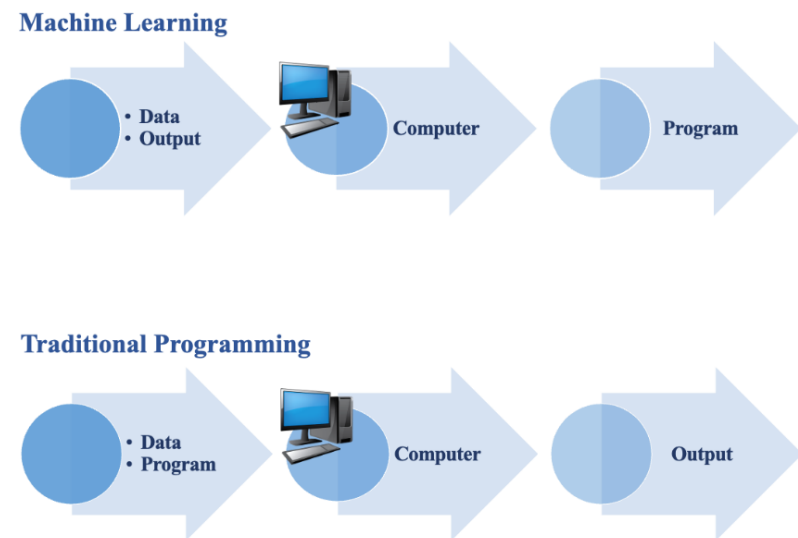 Machine Learning
• Data
• Output
Computer
Program
Traditional Programming
• Data
• Program
Computer
Output